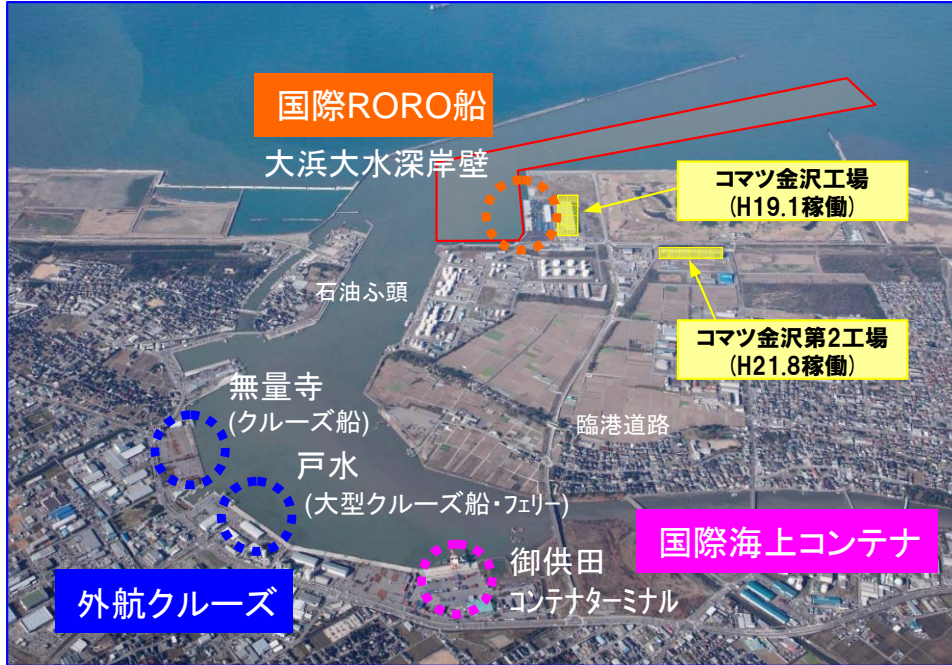 国際RORO船
大浜大水深岸壁
コマツ金沢工場
(H19.1稼働)
石油ふ頭
コマツ金沢第2工場
(H21.8稼働)
無量寺
(クルーズ船)
臨港道路
戸水
(大型クルーズ船・ﾌｪﾘｰ)
国際海上コンテナ
御供田
ｺﾝﾃﾅﾀｰﾐﾅﾙ
外航クルーズ